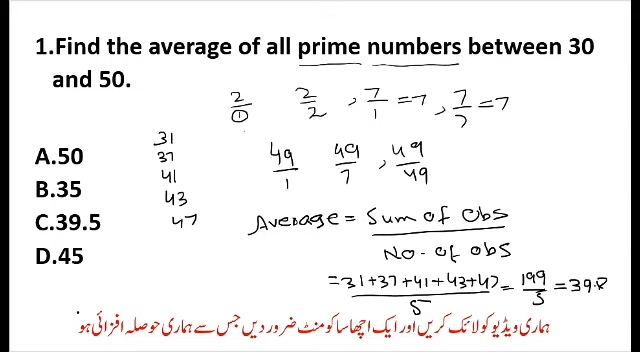 1.Find the average of all prime numbers between 30
and 50.
2/1 2/2 , 7/1 = 7 , 7/7 = 7
A.50
B.35
C.39.5
D.45
31
37
41
43
47
49/1 49/7 , 49/49
Average = Sum of Obs
No. of obs
= 31+37+41+43+47/5 = 199/5 = 39.8
ہماری ویڈیو کو لائک کریں اور ایک اچھا سا کومنٹ ضرور دیں جس سے ہماری حوصلہ افزائی ہو